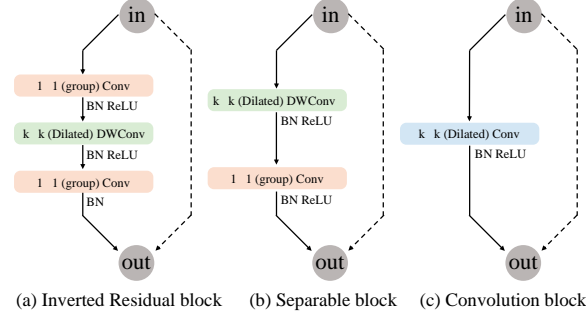 in
1 1 (group) Conv
BN ReLU
k k (Dilated) DWConv
BN ReLU
1 1 (group) Conv
BN
out
(a) Inverted Residual block
in
k k (Dilated) DWConv
BN ReLU
1 1 (group) Conv
BN ReLU
out
(b) Separable block
in
k k (Dilated) Conv
BN ReLU
out
(c) Convolution block